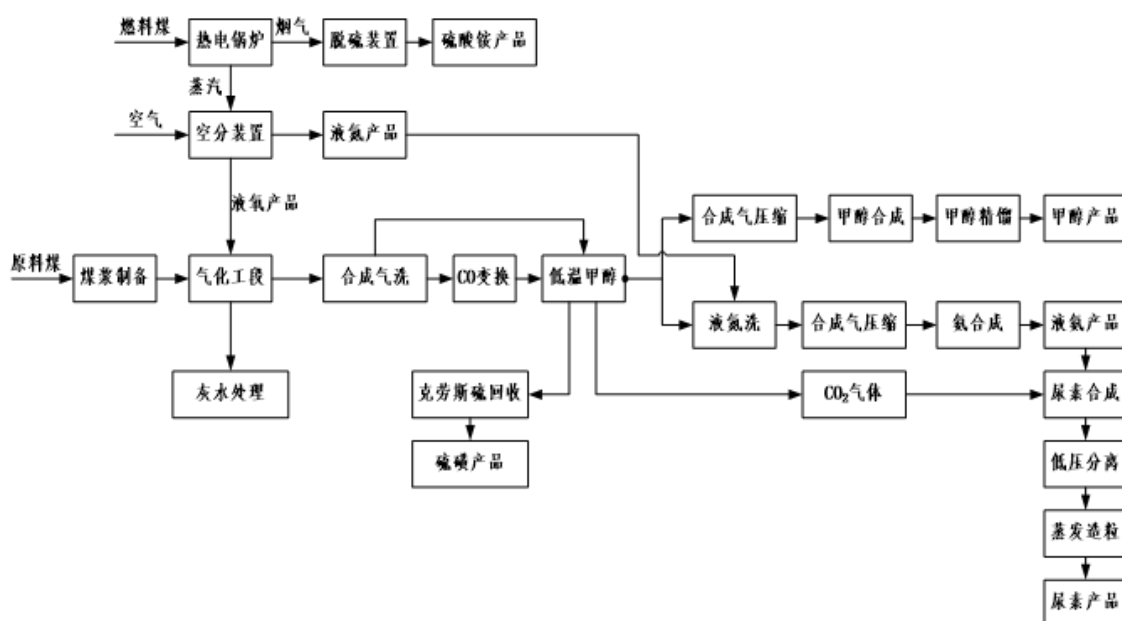 燃料煤
热电锅炉
烟气
脱硫装置
硫酸铵产品
蒸汽
空气
空分装置
液氮产品
液氧产品
合成气压缩
甲醇合成
甲醇精馏
甲醇产品
原料煤
煤浆制备
气化工段
合成气洗
CO变换
低温甲醇
液氮洗
合成气压缩
氨合成
液氨产品
灰水处理
克劳斯硫回收
CO₂气体
尿素合成
硫磺产品
低压分离
蒸发造粒
尿素产品